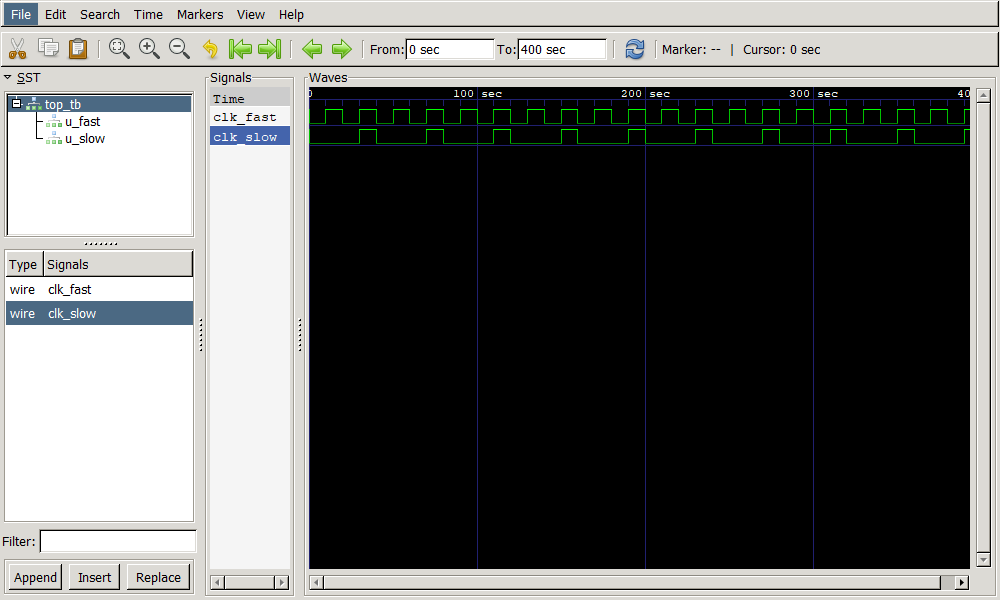 File Edit Search Time Markers View Help
From: 0 sec To: 400 sec Marker: -- | Cursor: 0 sec
SST
top_tb
u_fast
u_slow
Type Signals
wire clk_fast
wire clk_slow
Filter:
Append Insert Replace
Signals
Time
clk_fast
clk_slow
Waves
0 100 sec 200 sec 300 sec 40